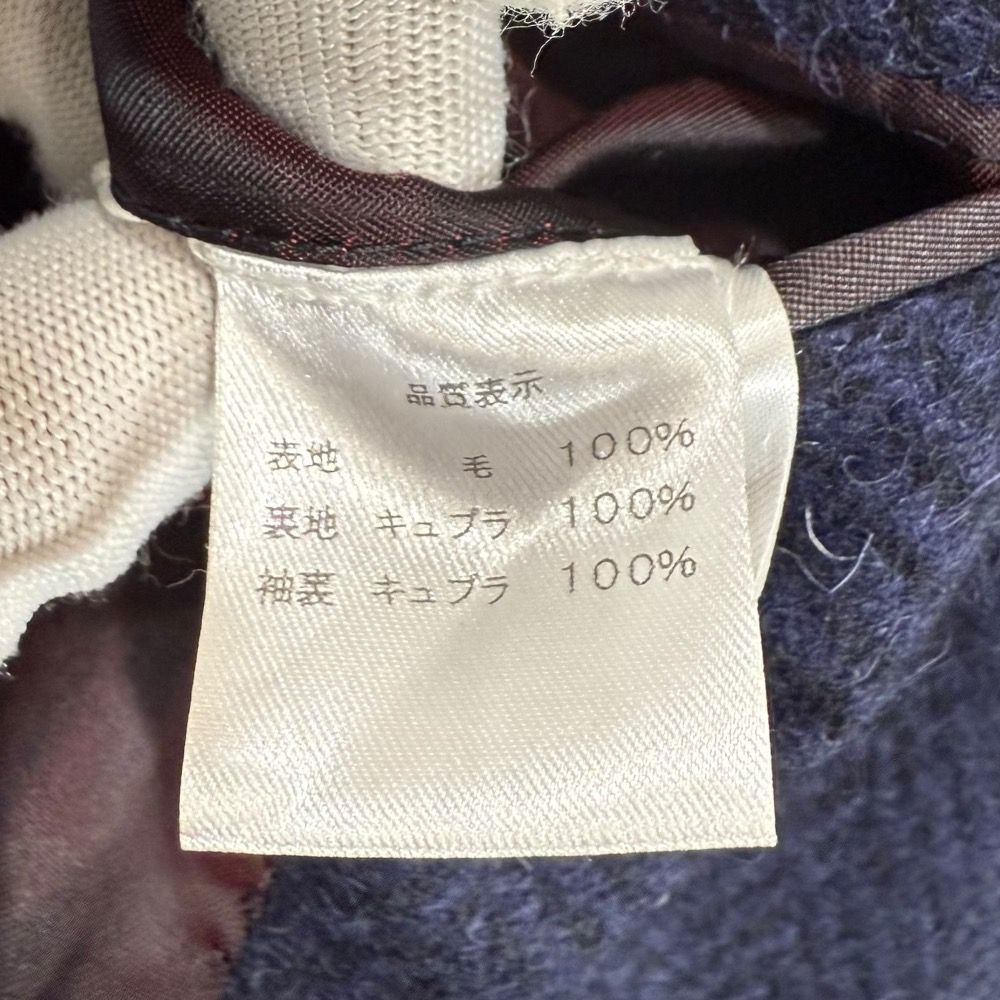 品質表示
表地 毛 100%
裏地 キュプラ 100%
袖裏 キュプラ 100%